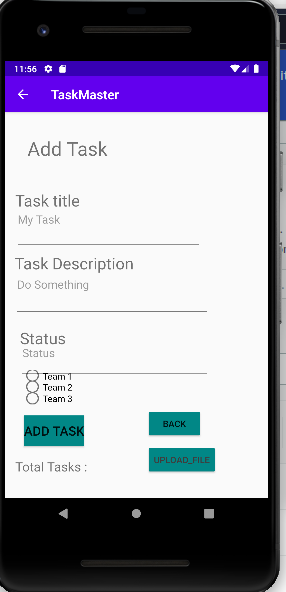 11:56
TaskMaster
Add Task
Task title
My Task
Task Description
Do Something
Status
Status
Team 1
Team 2
Team 3
ADD TASK
BACK
Total Tasks :
UPLOAD_FILE